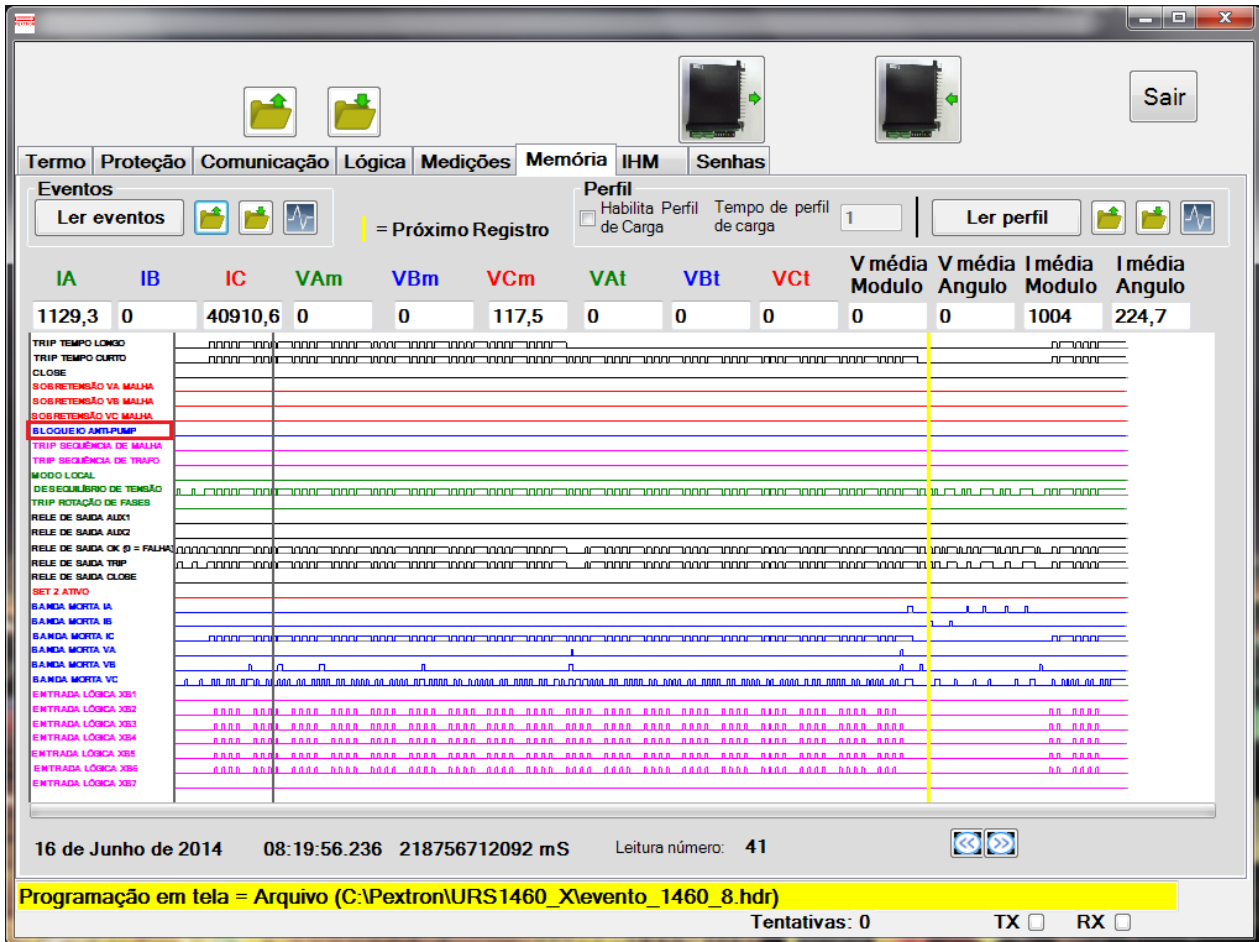 PEXTRON
Sair
Termo Proteção Comunicação Lógica Medições Memória IHM Senhas
Eventos
Ler eventos
= Próximo Registro
Perfil
Habilita Perfil de Carga
Tempo de perfil de carga
1
Ler perfil
IA IB IC VAm VBm VCm VAt VBt VCt V média Modulo V média Angulo I média Modulo I média Angulo
1129,3 0 40910,6 0 0 117,5 0 0 0 0 0 1004 224,7
TRIP TEMPO LONGO
TRIP TEMPO CURTO
CLOSE
SOBRETENSÃO VA MALHA
SOBRETENSÃO VB MALHA
SOBRETENSÃO VC MALHA
BLOQUEIO ANTI-PUMP
TRIP SEQUÊNCIA DE MALHA
TRIP SEQUÊNCIA DE TRAFO
MODO LOCAL
DESEQUILÍBRIO DE TENSÃO
TRIP ROTAÇÃO DE FASES
RELE DE SAIDA AUX1
RELE DE SAIDA AUX2
RELE DE SAIDA OK (0 = FALHA)
RELE DE SAIDA TRIP
RELE DE SAIDA CLOSE
SET 2 ATIVO
BANDA MORTA IA
BANDA MORTA IB
BANDA MORTA IC
BANDA MORTA VA
BANDA MORTA VB
BANDA MORTA VC
ENTRADA LÓGICA XB1
ENTRADA LÓGICA XB2
ENTRADA LÓGICA XB3
ENTRADA LÓGICA XB4
ENTRADA LÓGICA XB5
ENTRADA LÓGICA XB6
ENTRADA LÓGICA XB7
16 de Junho de 2014 08:19:56.236 218756712092 mS Leitura número: 41
Programação em tela = Arquivo (C:\Pextron\URS1460_X\evento_1460_8.hdr)
Tentativas: 0 TX RX